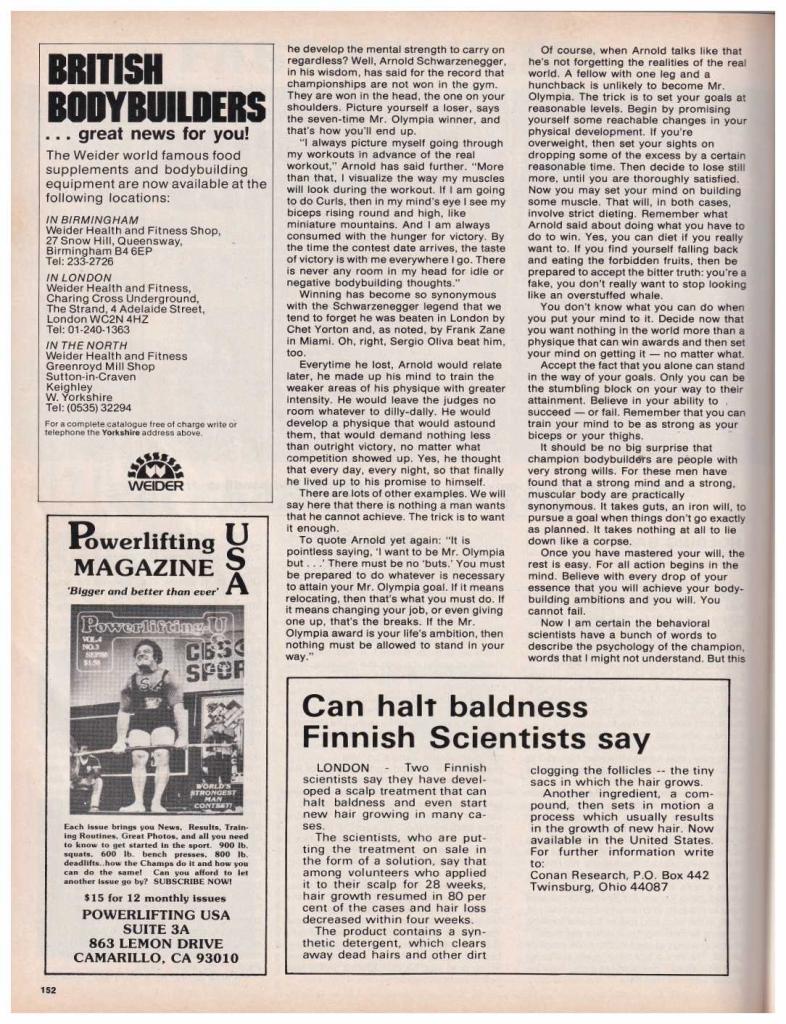 BRITISH
BODYBUILDERS
... great news for you!
The Weider world famous food
supplements and bodybuilding
equipment are now available at the
following locations:
IN BIRMINGHAM
Weider Health and Fitness Shop,
27 Snow Hill, Queensway,
Birmingham B4 6EP
Tel: 233-2726
IN LONDON
Weider Health and Fitness,
Charing Cross Underground,
The Strand, 4 Adelaide Street,
London WC2N 4HZ
Tel: 01-240-1363
IN THE NORTH
Weider Health and Fitness
Greenroyd Mill Shop
Sutton-in-Craven
Keighley
W. Yorkshire
Tel: (0535) 32294
For a complete catalogue free of charge write or
telephone the Yorkshire address above.
WEIDER
Powerlifting USA
MAGAZINE
'Bigger and better than ever'
Powerlifting U
VOL.4
NO.3
CBS
SPOR
WORLD'S
STRONGEST
MAN
CONTEST!
Each issue brings you News, Results, Train-
ing Routines, Great Photos, and all you need
to know to get started in the sport. 900 lb.
squats, 600 lb. bench presses, 800 lb.
deadlifts..how the Champs do it and how you
can do the same! Can you afford to let
another issue go by? SUBSCRIBE NOW!
$15 for 12 monthly issues
POWERLIFTING USA
SUITE 3A
863 LEMON DRIVE
CAMARILLO, CA 93010
he develop the mental strength to carry on
regardless? Well, Arnold Schwarzenegger,
in his wisdom, has said for the record that
championships are not won in the gym.
They are won in the head, the one on your
shoulders. Picture yourself a loser, says
the seven-time Mr. Olympia winner, and
that's how you'll end up.
"I always picture myself going through
my workouts in advance of the real
workout," Arnold has said further. "More
than that, I visualize the way my muscles
will look during the workout. If I am going
to do Curls, then in my mind's eye I see my
biceps rising round and high, like
miniature mountains. And I am always
consumed with the hunger for victory. By
the time the contest date arrives, the taste
of victory is with me everywhere I go. There
is never any room in my head for idle or
negative bodybuilding thoughts."
Winning has become so synonymous
with the Schwarzenegger legend that we
tend to forget he was beaten in London by
Chet Yorton and, as noted, by Frank Zane
in Miami. Oh, right, Sergio Oliva beat him,
too.
Everytime he lost, Arnold would relate
later, he made up his mind to train the
weaker areas of his physique with greater
intensity. He would leave the judges no
room whatever to dilly-dally. He would
develop a physique that would astound
them, that would demand nothing less
than outright victory, no matter what
competition showed up. Yes, he thought
that every day, every night, so that finally
he lived up to his promise to himself.
There are lots of other examples. We will
say here that there is nothing a man wants
that he cannot achieve. The trick is to want
it enough.
To quote Arnold yet again: "It is
pointless saying, 'I want to be Mr. Olympia
but . . .' There must be no 'buts.' You must
be prepared to do whatever is necessary
to attain your Mr. Olympia goal. If it means
relocating, then that's what you must do. If
it means changing your job, or even giving
one up, that's the breaks. If the Mr.
Olympia award is your life's ambition, then
nothing must be allowed to stand in your
way."
Of course, when Arnold talks like that
he's not forgetting the realities of the real
world. A fellow with one leg and a
hunchback is unlikely to become Mr.
Olympia. The trick is to set your goals at
reasonable levels. Begin by promising
yourself some reachable changes in your
physical development. If you're
overweight, then set your sights on
dropping some of the excess by a certain
reasonable time. Then decide to lose still
more, until you are thoroughly satisfied.
Now you may set your mind on building
some muscle. That will, in both cases,
involve strict dieting. Remember what
Arnold said about doing what you have to
do to win. Yes, you can diet if you really
want to. If you find yourself falling back
and eating the forbidden fruits, then be
prepared to accept the bitter truth: you're a
fake, you don't really want to stop looking
like an overstuffed whale.
You don't know what you can do when
you put your mind to it. Decide now that
you want nothing in the world more than a
physique that can win awards and then set
your mind on getting it — no matter what.
Accept the fact that you alone can stand
in the way of your goals. Only you can be
the stumbling block on your way to their
attainment. Believe in your ability to
succeed — or fail. Remember that you can
train your mind to be as strong as your
biceps or your thighs.
It should be no big surprise that
champion bodybuilders are people with
very strong wills. For these men have
found that a strong mind and a strong,
muscular body are practically
synonymous. It takes guts, an iron will, to
pursue a goal when things don't go exactly
as planned. It takes nothing at all to lie
down like a corpse.
Once you have mastered your will, the
rest is easy. For all action begins in the
mind. Believe with every drop of your
essence that you will achieve your body-
building ambitions and you will. You
cannot fail.
Now I am certain the behavioral
scientists have a bunch of words to
describe the psychology of the champion,
words that I might not understand. But this
Can halt baldness
Finnish Scientists say
LONDON - Two Finnish
scientists say they have devel-
oped a scalp treatment that can
halt baldness and even start
new hair growing in many ca-
ses.
The scientists, who are put-
ting the treatment on sale in
the form of a solution, say that
among volunteers who applied
it to their scalp for 28 weeks,
hair growth resumed in 80 per
cent of the cases and hair loss
decreased within four weeks.
The product contains a syn-
thetic detergent, which clears
away dead hairs and other dirt
clogging the follicles -- the tiny
sacs in which the hair grows.
Another ingredient, a com-
pound, then sets in motion a
process which usually results
in the growth of new hair. Now
available in the United States.
For further information write
to:
Conan Research, P.O. Box 442
Twinsburg, Ohio 44087
152